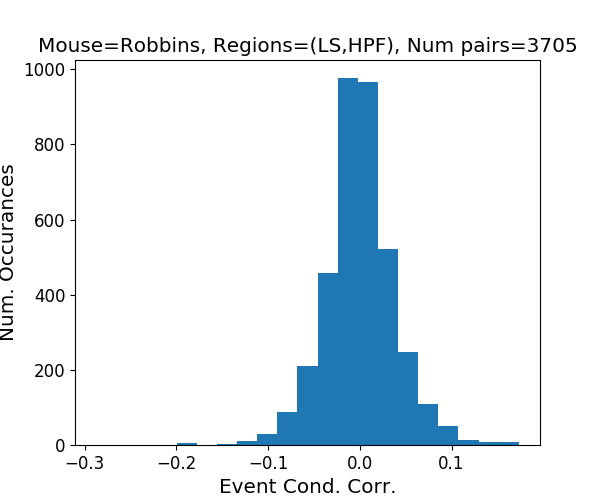 Mouse=Robbins, Regions=(LS,HPF), Num pairs=3705
1000
800
600
400
200
0
Num. Occurances
−0.3 −0.2 −0.1 0.0 0.1
Event Cond. Corr.